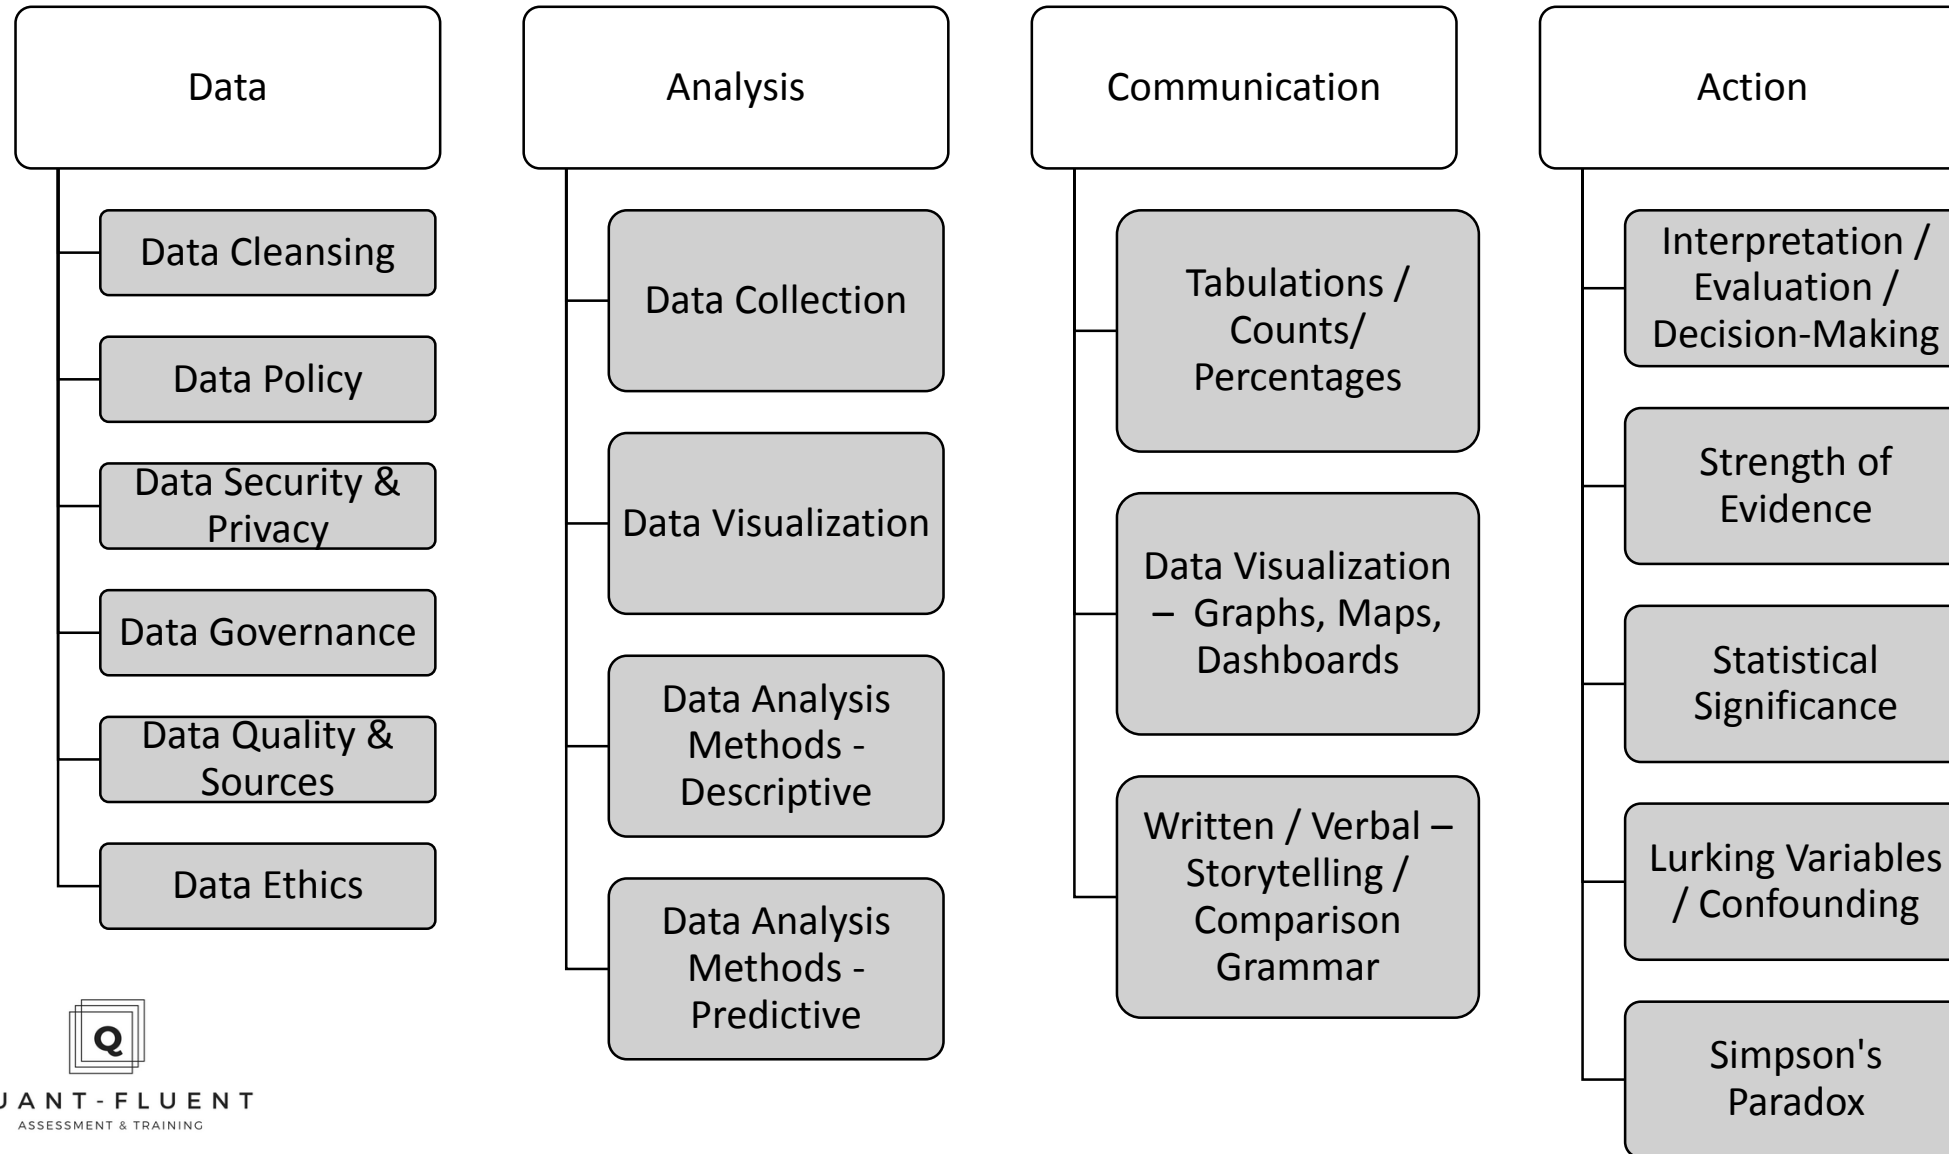 Data
Data Cleansing
Data Policy
Data Security &
Privacy
Data Governance
Data Quality &
Sources
Data Ethics
Analysis
Data Collection
Data Visualization
Data Analysis
Methods -
Descriptive
Data Analysis
Methods -
Predictive
Communication
Tabulations /
Counts/
Percentages
Data Visualization
– Graphs, Maps,
Dashboards
Written / Verbal –
Storytelling /
Comparison
Grammar
Action
Interpretation /
Evaluation /
Decision-Making
Strength of
Evidence
Statistical
Significance
Lurking Variables
/ Confounding
Simpson's
Paradox
Q
UANT-FLUENT
ASSESSMENT & TRAINING